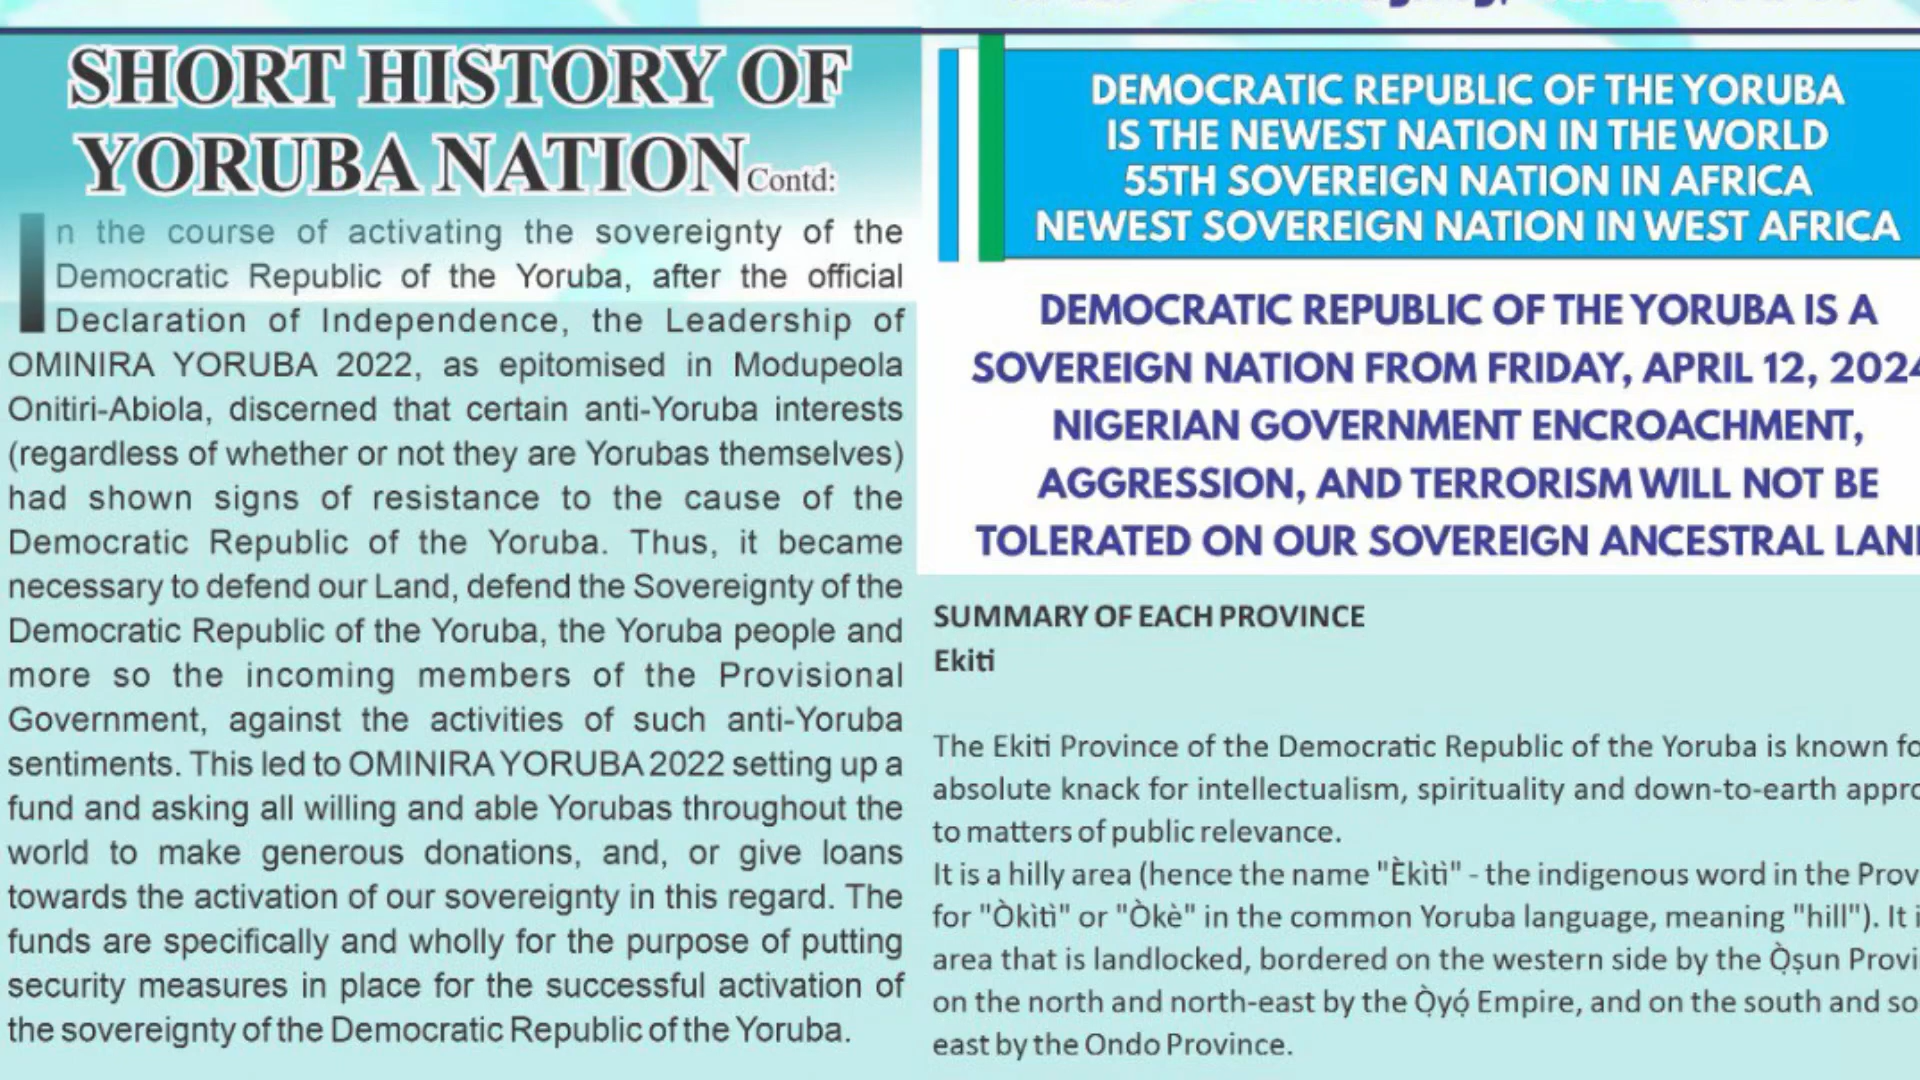 SHORT HISTORY OF
YORUBA NATION Contd:
In the course of activating the sovereignty of the
Democratic Republic of the Yoruba, after the official
Declaration of Independence, the Leadership of
OMINIRA YORUBA 2022, as epitomised in Modupeola
Onitiri-Abiola, discerned that certain anti-Yoruba interests
(regardless of whether or not they are Yorubas themselves)
had shown signs of resistance to the cause of the
Democratic Republic of the Yoruba. Thus, it became
necessary to defend our Land, defend the Sovereignty of the
Democratic Republic of the Yoruba, the Yoruba people and
more so the incoming members of the Provisional
Government, against the activities of such anti-Yoruba
sentiments. This led to OMINIRA YORUBA 2022 setting up a
fund and asking all willing and able Yorubas throughout the
world to make generous donations, and, or give loans
towards the activation of our sovereignty in this regard. The
funds are specifically and wholly for the purpose of putting
security measures in place for the successful activation of
the sovereignty of the Democratic Republic of the Yoruba.
DEMOCRATIC REPUBLIC OF THE YORUBA
IS THE NEWEST NATION IN THE WORLD
55TH SOVEREIGN NATION IN AFRICA
NEWEST SOVEREIGN NATION IN WEST AFRICA
DEMOCRATIC REPUBLIC OF THE YORUBA IS A
SOVEREIGN NATION FROM FRIDAY, APRIL 12, 2024
NIGERIAN GOVERNMENT ENCROACHMENT,
AGGRESSION, AND TERRORISM WILL NOT BE
TOLERATED ON OUR SOVEREIGN ANCESTRAL LAN
SUMMARY OF EACH PROVINCE
Ekiti
The Ekiti Province of the Democratic Republic of the Yoruba is known fo
absolute knack for intellectualism, spirituality and down-to-earth appro
to matters of public relevance.
It is a hilly area (hence the name "Èkìtì" - the indigenous word in the Prov
for "Òkìtì" or "Òkè" in the common Yoruba language, meaning "hill"). It i
area that is landlocked, bordered on the western side by the Ọ̀ṣun Provi
on the north and north-east by the Ọ̀yọ́ Empire, and on the south and so
east by the Ondo Province.